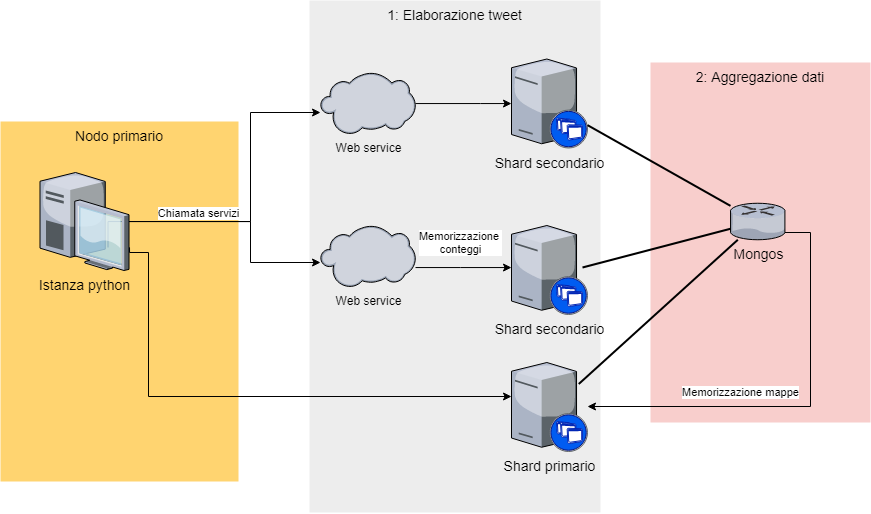 1: Elaborazione tweet
2: Aggregazione dati
Nodo primario
Web service
Shard secondario
Chiamata servizi
Memorizzazione
conteggi
Mongos
Istanza python
Web service
Shard secondario
Memorizzazione mappe
Shard primario